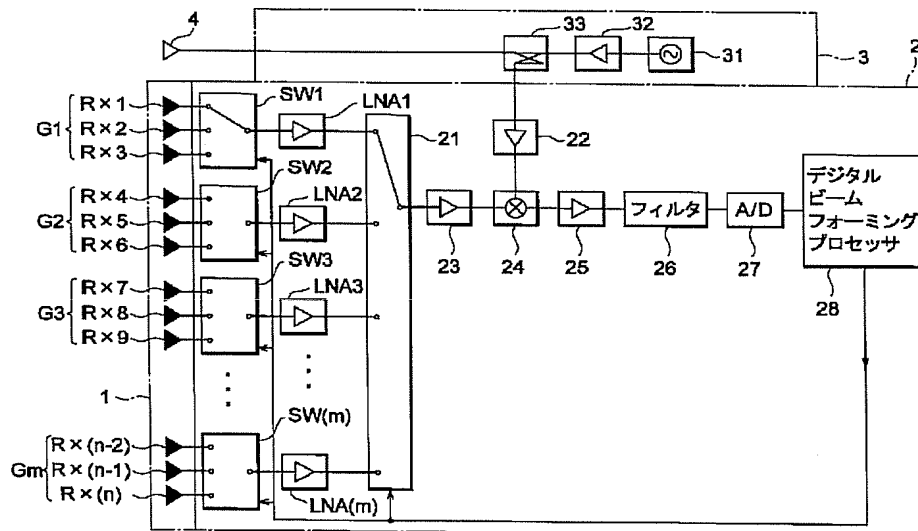 33 32
4
31
3
2
SW1
LNA1
21
R×1
G1 R×2
R×3
22
SW2
LNA2
R×4
G2 R×5
R×6
デジタル
ビーム
フォーミング
プロセッサ
フィルタ
A/D
23 24 25 26 27
28
SW3
LNA3
R×7
G3 R×8
R×9
1
SW(m)
R×(n-2)
Gm R×(n-1)
R×(n)
LNA(m)